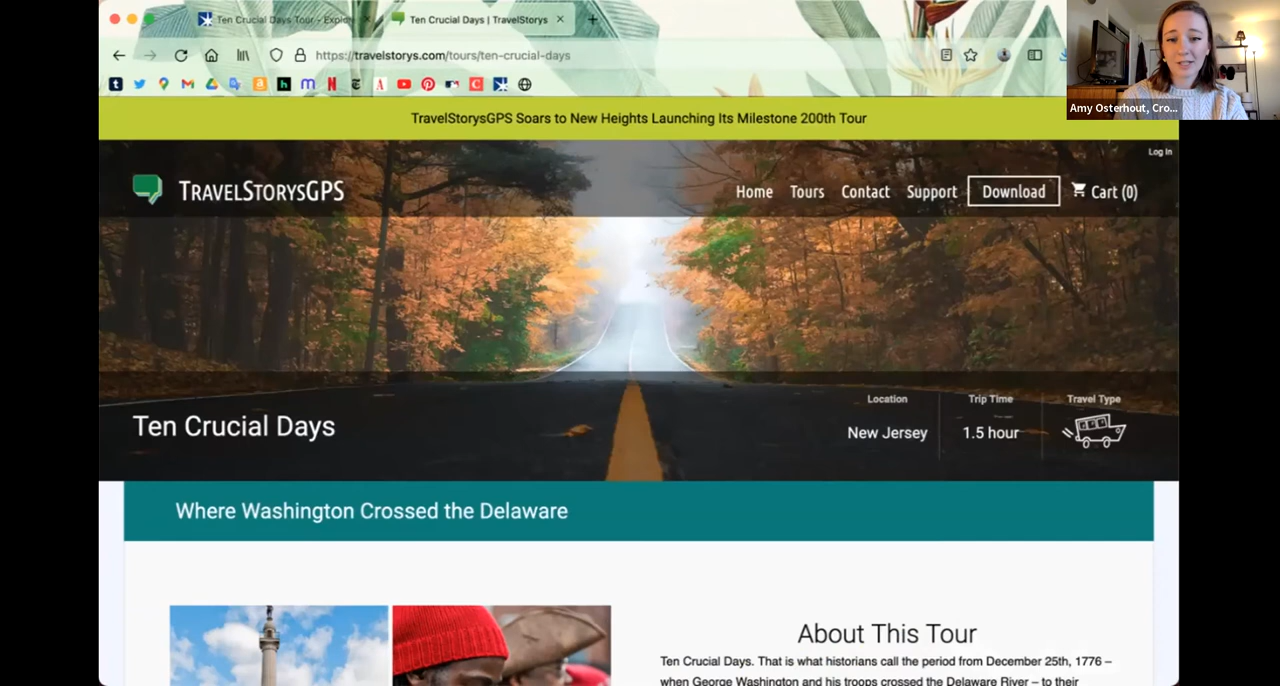 Ten Crucial Days Tour - Explo
Ten Crucial Days | TravelStorys
https://travelstorys.com/tours/ten-crucial-days
Amy Osterhout, Cro...
TravelStorysGPS Soars to New Heights Launching Its Milestone 200th Tour
Log In
TRAVELSTORYSGPS
Home Tours Contact Support Download Cart (0)
Location Trip Time Travel Type
Ten Crucial Days
New Jersey 1.5 hour
Where Washington Crossed the Delaware
About This Tour
Ten Crucial Days. That is what historians call the period from December 25th, 1776 –
when George Washington and his troops crossed the Delaware River – to their